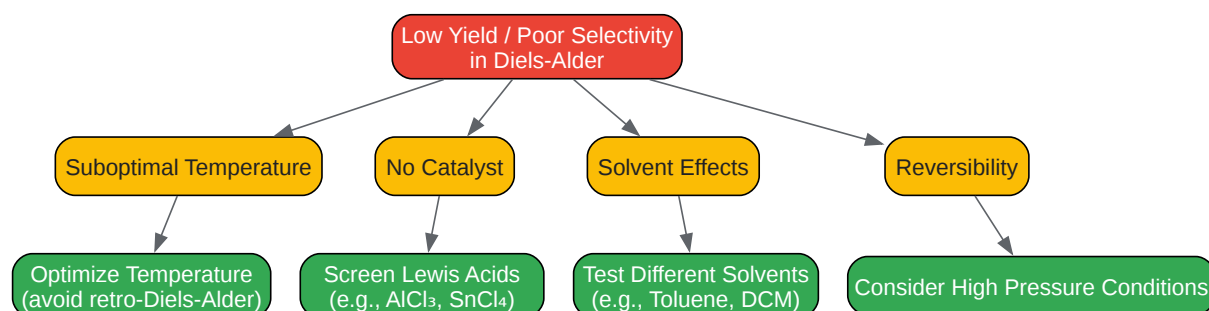 Low Yield / Poor Selectivity
in Diels-Alder
Suboptimal Temperature
No Catalyst
Solvent Effects
Reversibility
Optimize Temperature
(avoid retro-Diels-Alder)
Screen Lewis Acids
(e.g., AlCl₃, SnCl₄)
Test Different Solvents
(e.g., Toluene, DCM)
Consider High Pressure Conditions